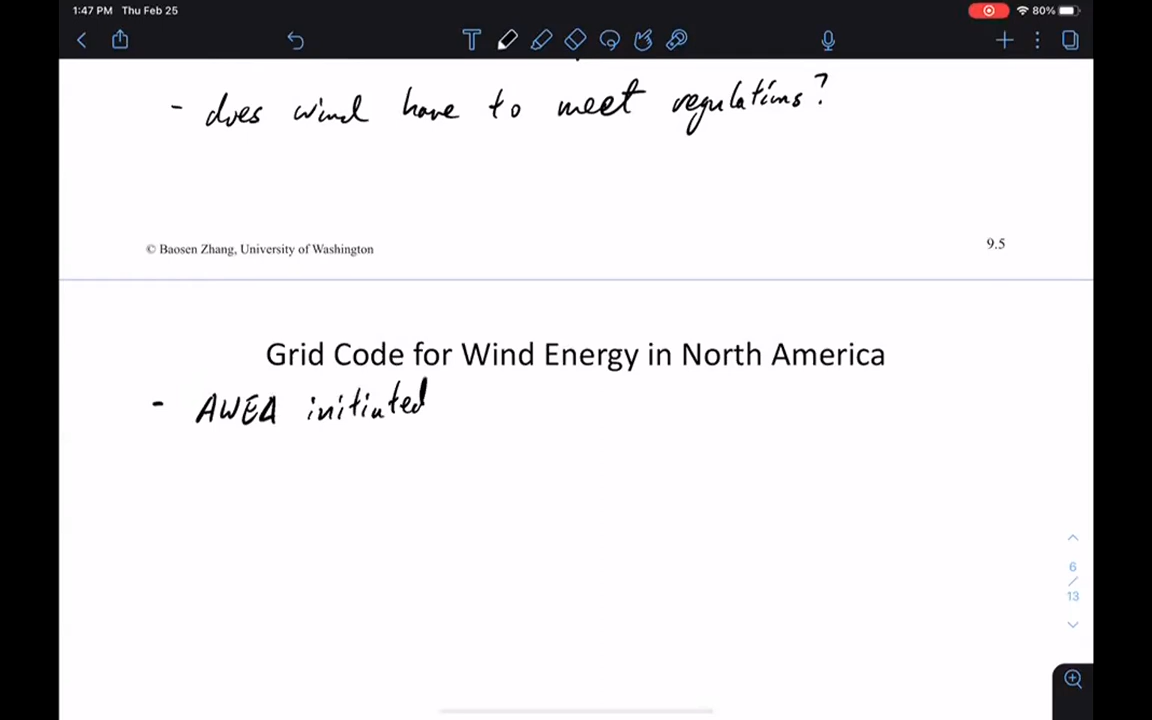 1:47 PM Thu Feb 25
80%
- does wind have to meet regulations?
© Baosen Zhang, University of Washington
9.5
Grid Code for Wind Energy in North America
- AWEA initiated
6
/
13